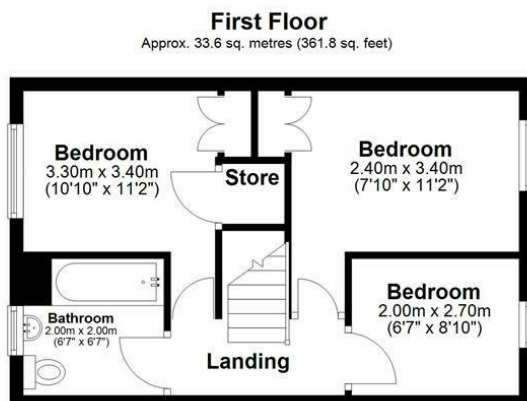 First Floor
Approx. 33.6 sq. metres (361.8 sq. feet)
Bedroom
3.30m x 3.40m
(10'10" x 11'2")
Store
Bedroom
2.40m x 3.40m
(7'10" x 11'2")
Bathroom
2.00m x 2.00m
(6'7" x 6'7")
Landing
Bedroom
2.00m x 2.70m
(6'7" x 8'10")